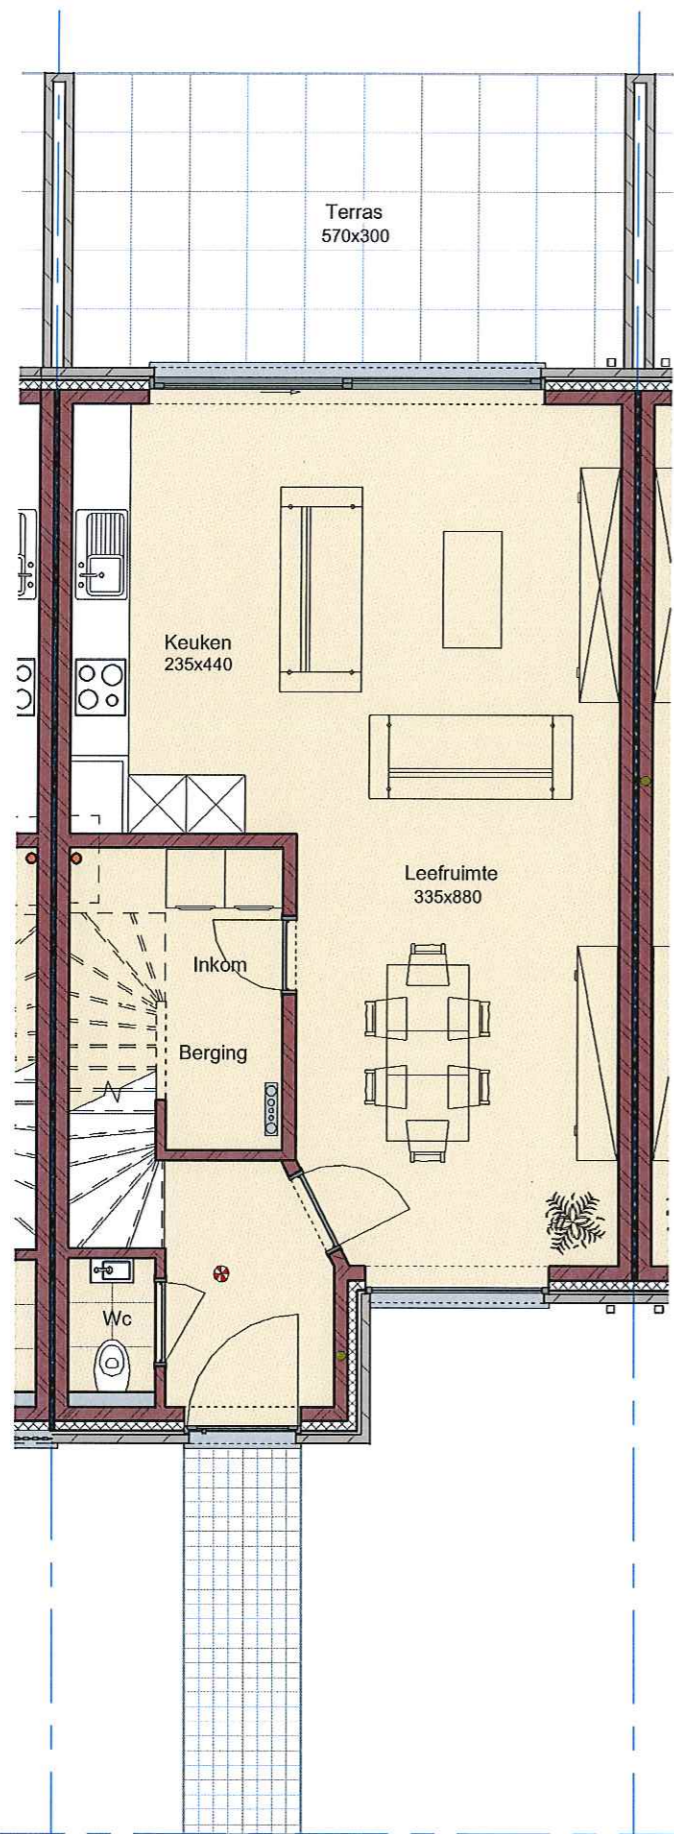 Terras
570x300
Keuken
235x440
Leefruimte
335x880
Inkom
Berging
Wc